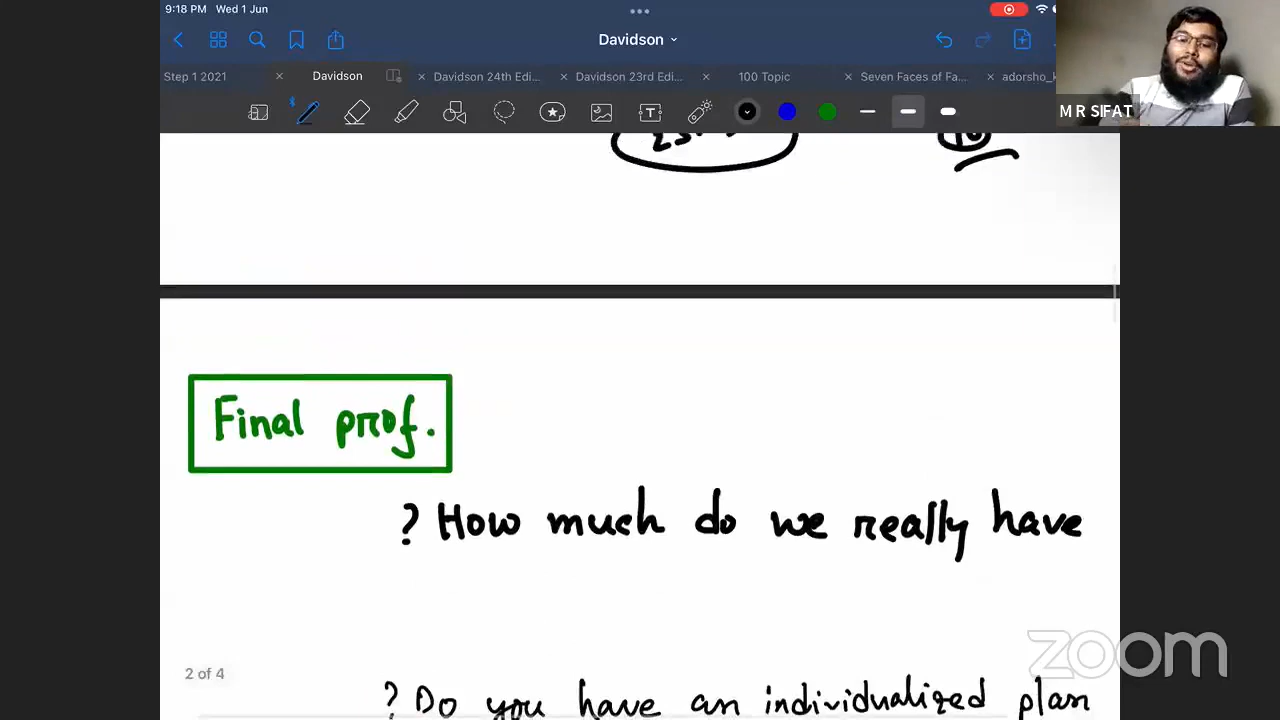 9:18 PM Wed 1 Jun
Davidson
Step 1 2021
Davidson
Davidson 24th Edi...
Davidson 23rd Edi...
100 Topic
Seven Faces of Fa...
adorsho_k
M R SIFAT
Final prof.
? How much do we really have
2 of 4
? Do you have an individualized plan
zoom